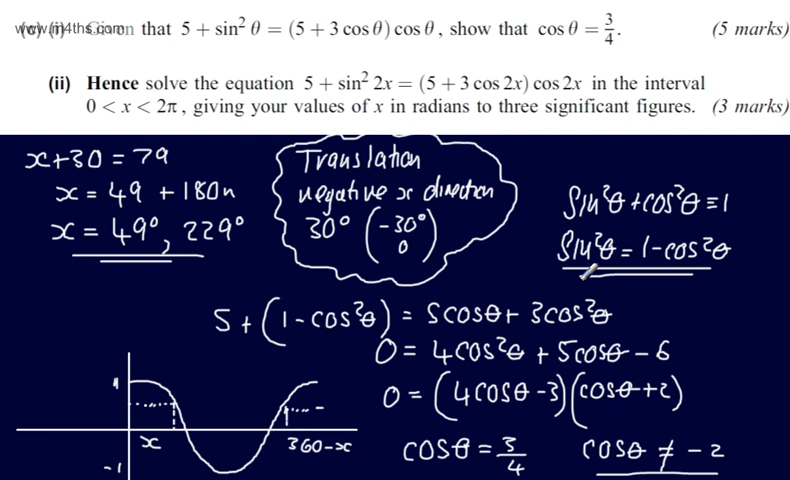 www.m4ths.com
(c) (i) Given that 5 + sin² θ = (5 + 3 cos θ) cos θ, show that cos θ = 3/4. (5 marks)
(ii) Hence solve the equation 5 + sin² 2x = (5 + 3 cos 2x) cos 2x in the interval
0 < x < 2π, giving your values of x in radians to three significant figures. (3 marks)
x+30 = 79
x = 49 + 180n
x = 49°, 229°
Translation
negative x direction
30° (-30° 0)
Sin²θ + cos²θ ≡ 1
Sin²θ = 1-cos²θ
5 + (1-cos²θ) = 5cosθ + 3cos²θ
0 = 4cos²θ + 5cosθ - 6
0 = (4cosθ-3)(cosθ+2)
cosθ = 3/4 cosθ ≠ -2
1
x 360-x
-1